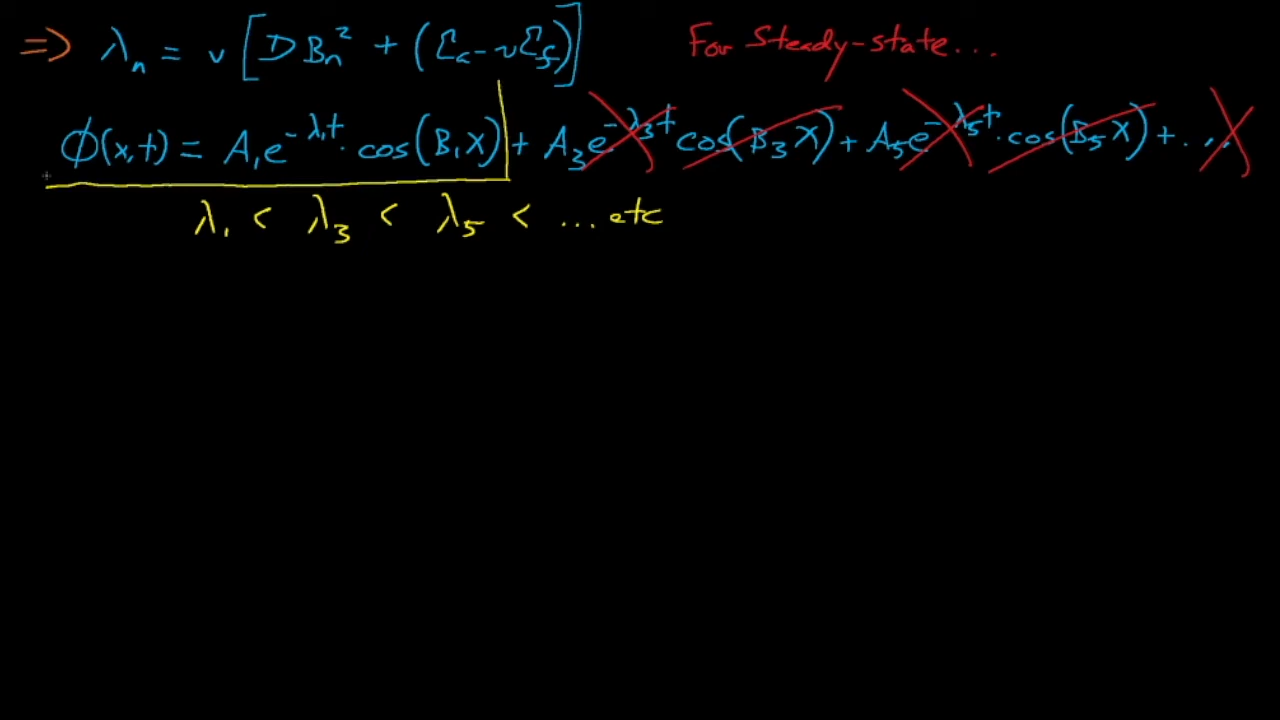 => λₙ = v[DBₙ² + (Σₐ - νΣ_f)] For Steady-state...
ϕ(x,t) = A₁e^(-λ₁t)·cos(B₁X) + A₃e^(-λ₃t) cos(B₃X) + A₅e^(-λ₅t)·cos(B₅X) + ...
λ₁ < λ₃ < λ₅ < ... etc